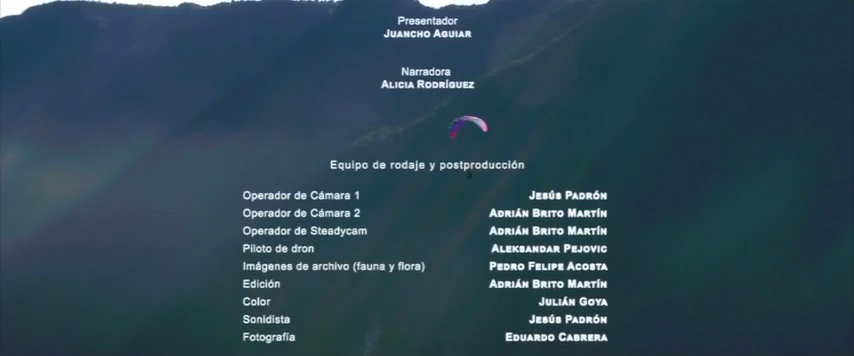 Presentador
JUANCHO AGUIAR
Narradora
ALICIA RODRÍGUEZ
Equipo de rodaje y postproducción
Operador de Cámara 1 JESÚS PADRÓN
Operador de Cámara 2 ADRIÁN BRITO MARTÍN
Operador de Steadycam ADRIÁN BRITO MARTÍN
Piloto de dron ALEKSANDAR PEJOVIC
Imágenes de archivo (fauna y flora) PEDRO FELIPE ACOSTA
Edición ADRIÁN BRITO MARTÍN
Color JULIÁN GOYA
Sonidista JESÚS PADRÓN
Fotografía EDUARDO CABRERA